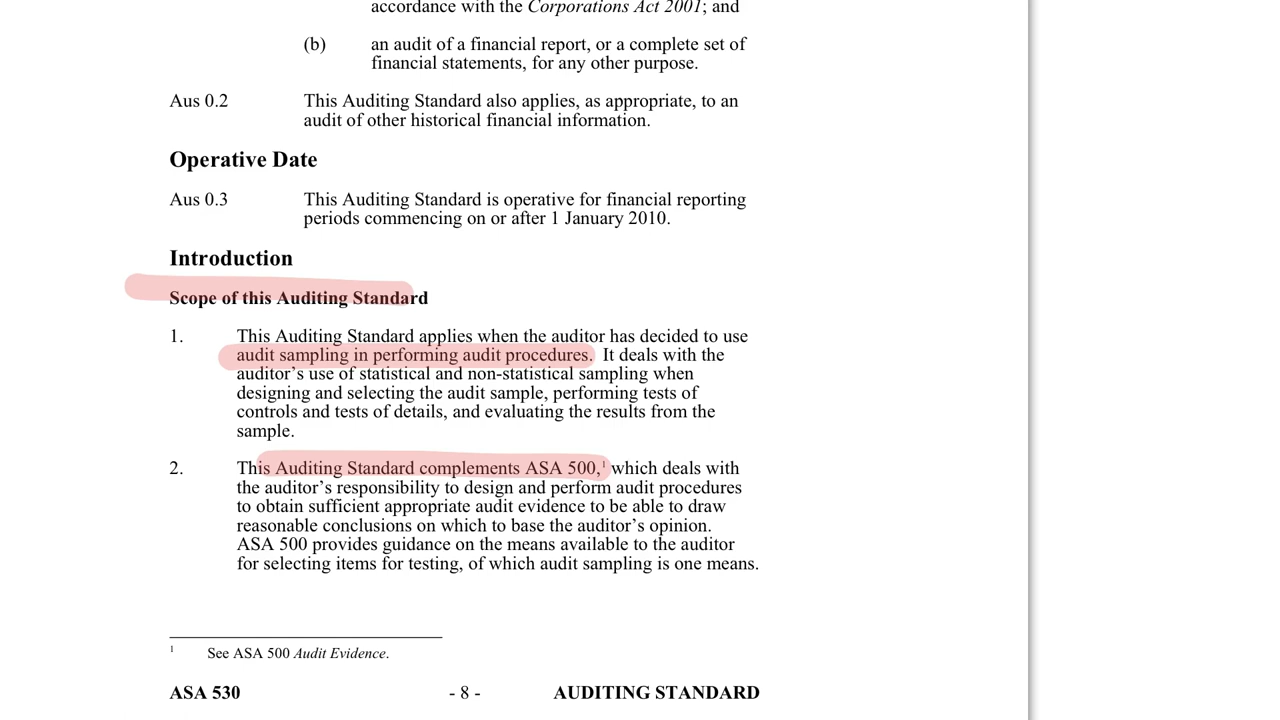 accordance with the Corporations Act 2001; and
(b) an audit of a financial report, or a complete set of
financial statements, for any other purpose.
Aus 0.2 This Auditing Standard also applies, as appropriate, to an
audit of other historical financial information.
Operative Date
Aus 0.3 This Auditing Standard is operative for financial reporting
periods commencing on or after 1 January 2010.
Introduction
Scope of this Auditing Standard
1. This Auditing Standard applies when the auditor has decided to use
audit sampling in performing audit procedures. It deals with the
auditor’s use of statistical and non-statistical sampling when
designing and selecting the audit sample, performing tests of
controls and tests of details, and evaluating the results from the
sample.
2. This Auditing Standard complements ASA 500,1 which deals with
the auditor’s responsibility to design and perform audit procedures
to obtain sufficient appropriate audit evidence to be able to draw
reasonable conclusions on which to base the auditor’s opinion.
ASA 500 provides guidance on the means available to the auditor
for selecting items for testing, of which audit sampling is one means.
1 See ASA 500 Audit Evidence.
ASA 530 - 8 - AUDITING STANDARD